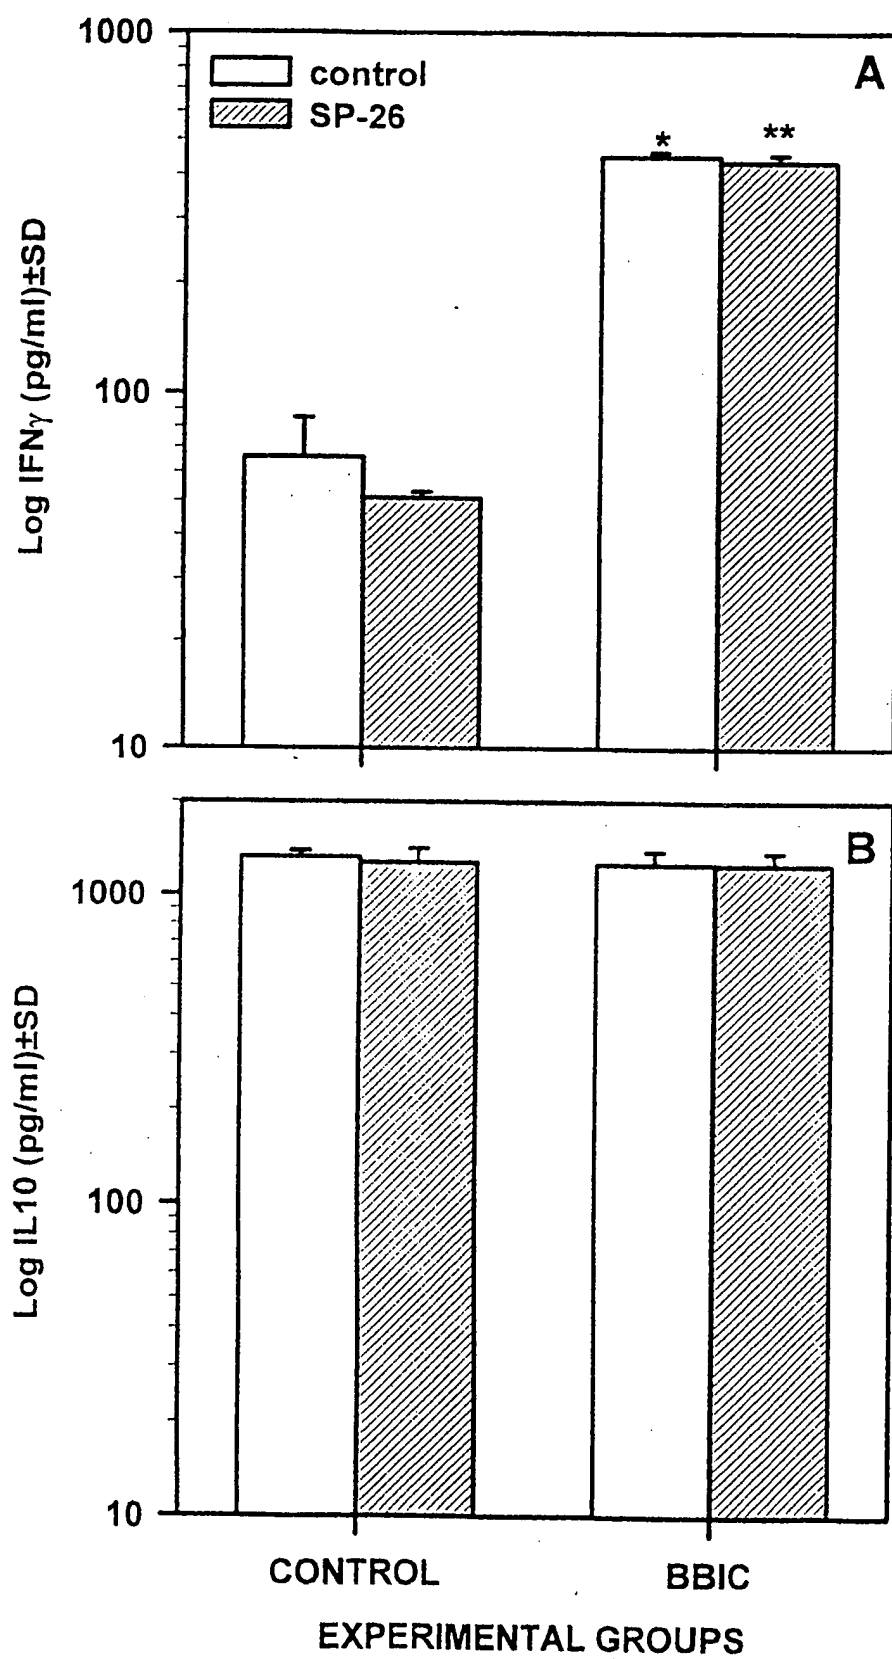 1000
A
control
SP-26
*
**
Log IFNγ (pg/ml)±SD
100
10
B
1000
Log IL10 (pg/ml)±SD
100
10
CONTROL
BBIC
EXPERIMENTAL GROUPS